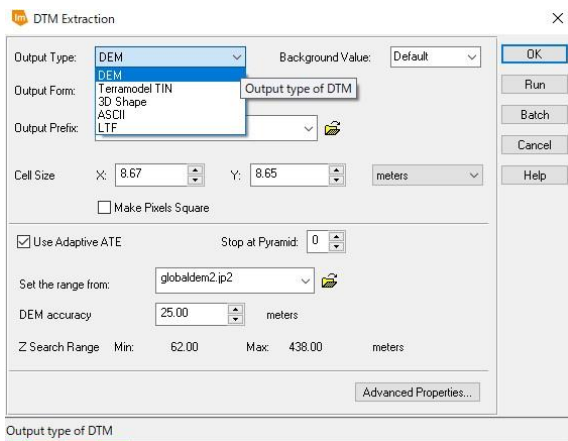 DTM Extraction
Output Type: DEM Background Value: Default OK
DEM
Terramodel TIN
3D Shape
ASCII
LTF
Output type of DTM
Output Form: Run
Output Prefix: Batch
Cancel
Cell Size X: 8.67 Y: 8.65 meters Help
Make Pixels Square
Use Adaptive ATE Stop at Pyramid: 0
Set the range from: globaldem2.jp2
DEM accuracy 25.00 meters
Z Search Range Min: 62.00 Max: 438.00 meters
Advanced Properties...
Output type of DTM